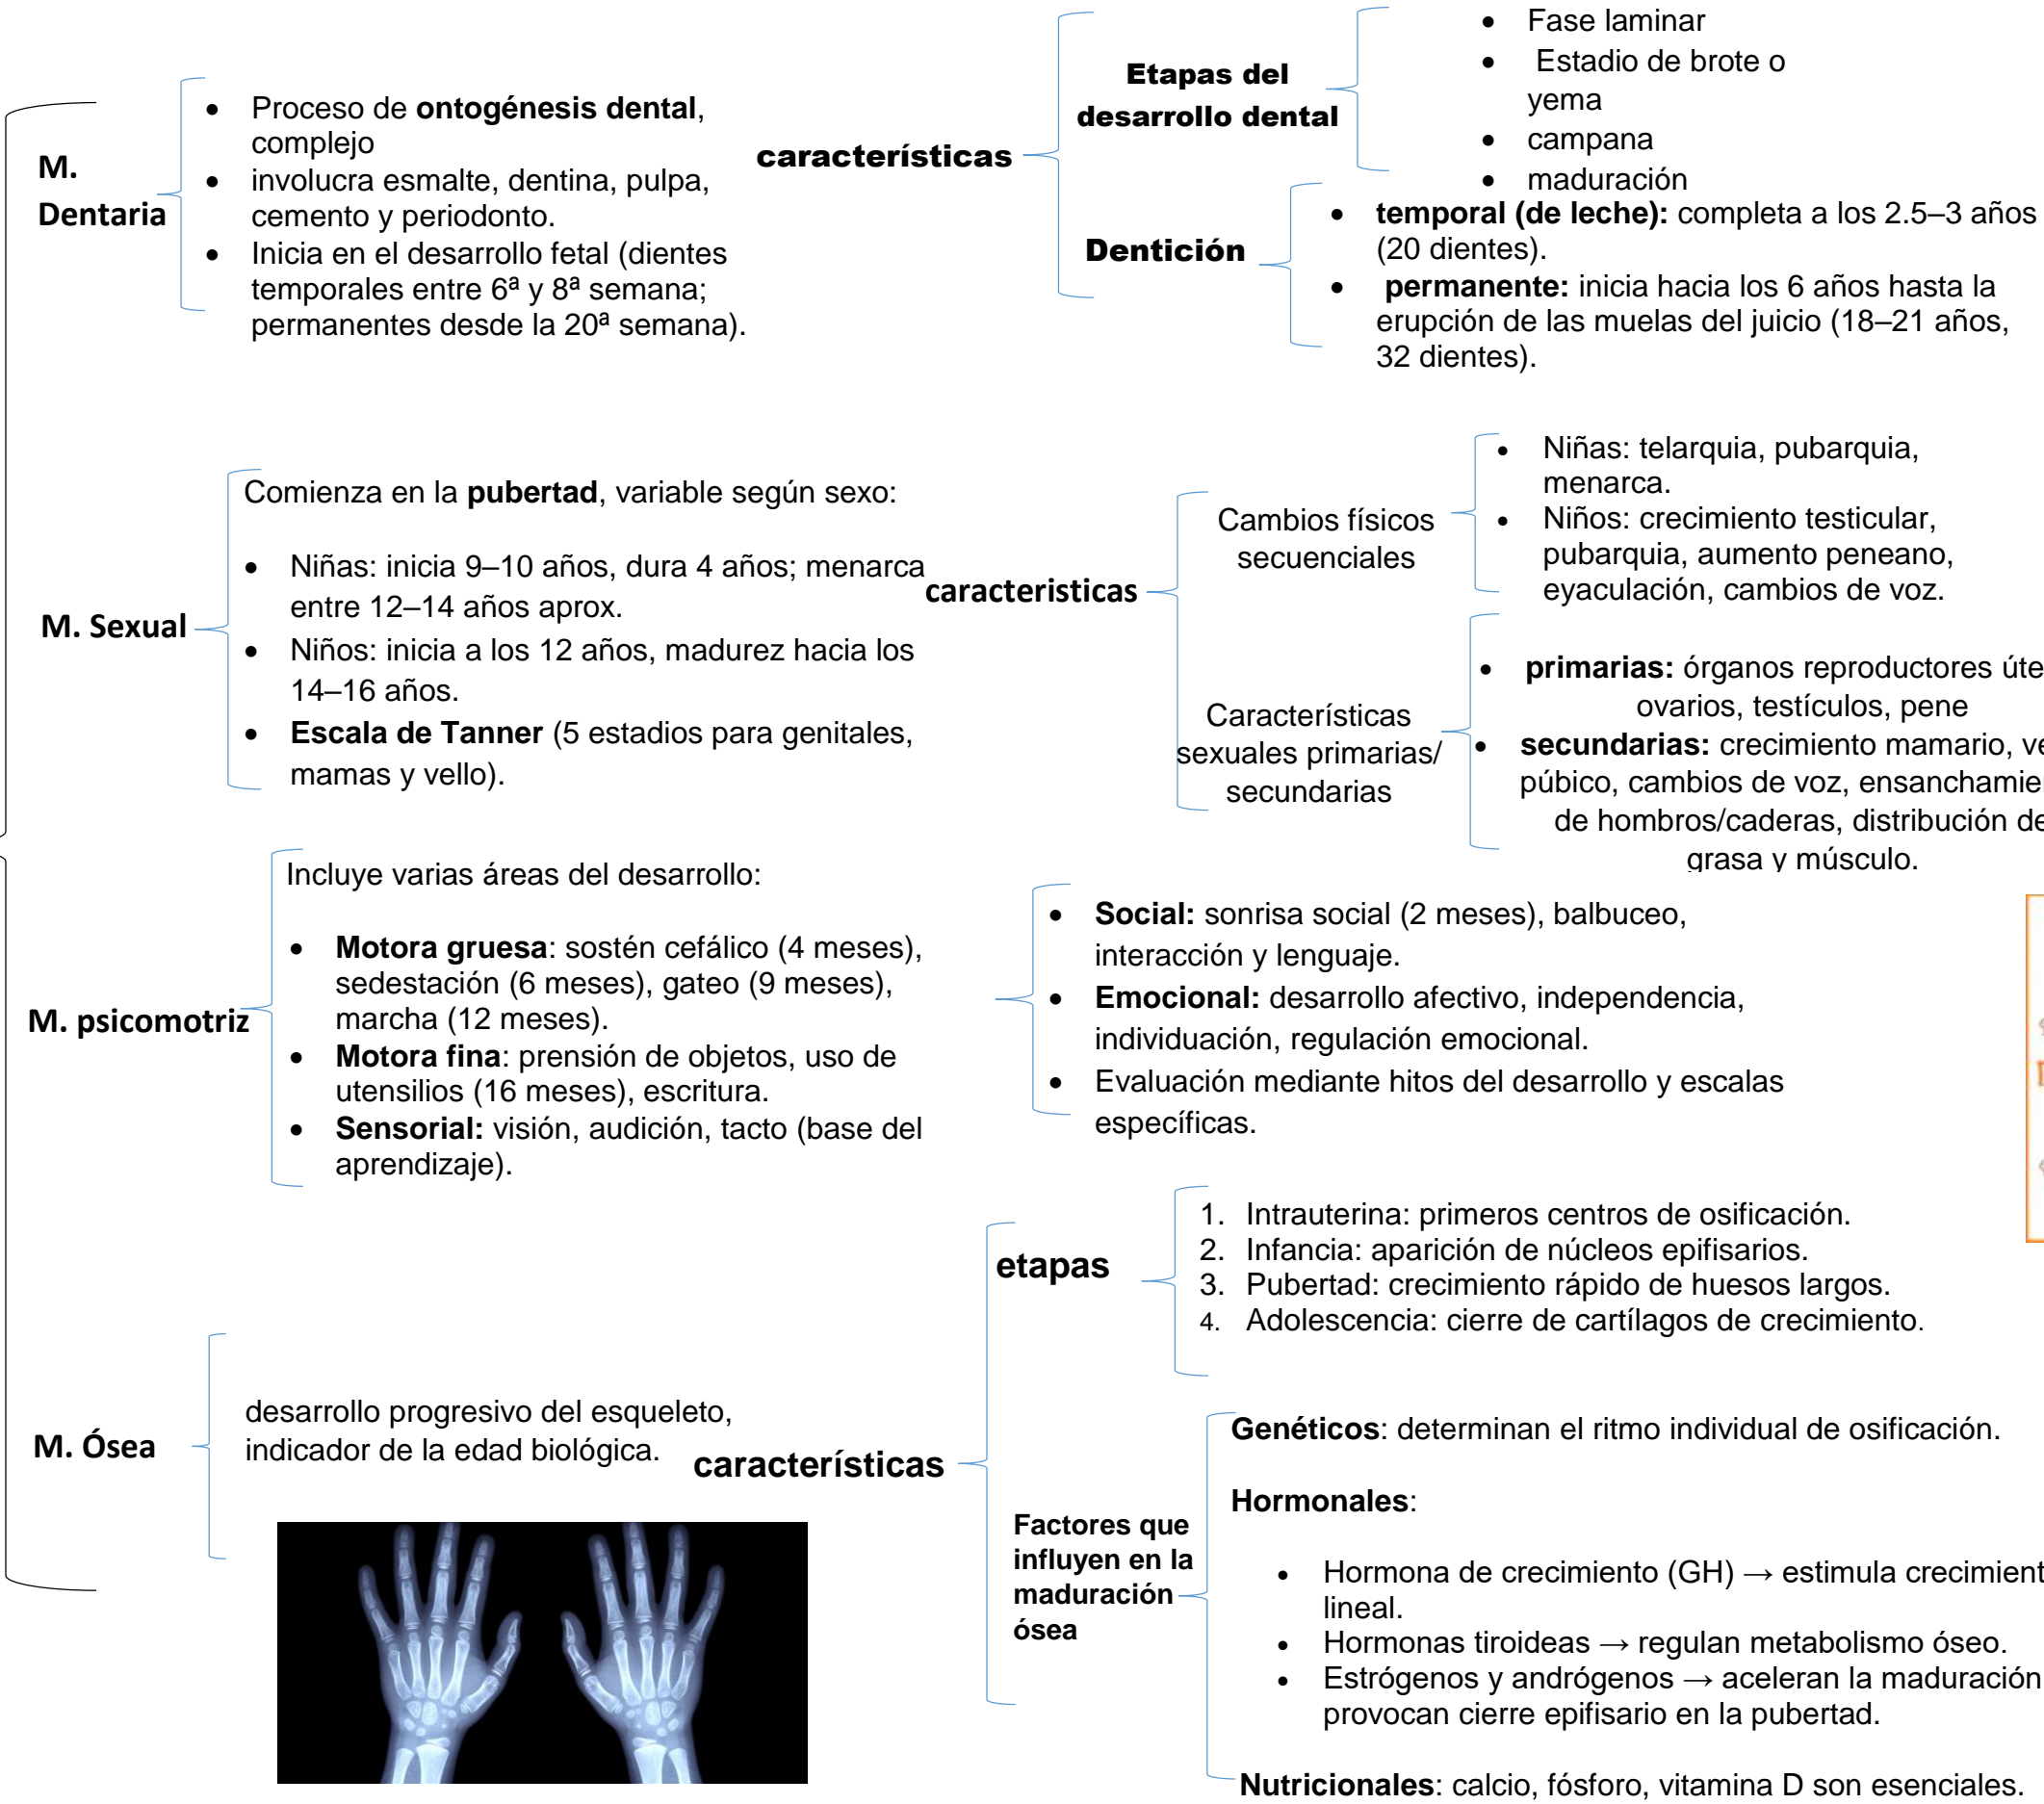 M.
Dentaria
• Proceso de ontogénesis dental,
complejo
• involucra esmalte, dentina, pulpa,
cemento y periodonto.
• Inicia en el desarrollo fetal (dientes
temporales entre 6ª y 8ª semana;
permanentes desde la 20ª semana).
características
Etapas del
desarrollo dental
• Fase laminar
• Estadio de brote o
yema
• campana
• maduración
Dentición
• temporal (de leche): completa a los 2.5–3 años
(20 dientes).
• permanente: inicia hacia los 6 años hasta la
erupción de las muelas del juicio (18–21 años,
32 dientes).
M. Sexual
Comienza en la pubertad, variable según sexo:
• Niñas: inicia 9–10 años, dura 4 años; menarca
entre 12–14 años aprox.
• Niños: inicia a los 12 años, madurez hacia los
14–16 años.
• Escala de Tanner (5 estadios para genitales,
mamas y vello).
caracteristicas
Cambios físicos
secuenciales
• Niñas: telarquia, pubarquia,
menarca.
• Niños: crecimiento testicular,
pubarquia, aumento peneano,
eyaculación, cambios de voz.
Características
sexuales primarias/
secundarias
• primarias: órganos reproductores
ovarios, testículos, pene
• secundarias: crecimiento mamario,
púbico, cambios de voz,
de hombros/caderas, distribución
grasa y músculo.
M. psicomotriz
Incluye varias áreas del desarrollo:
• Motora gruesa: sostén cefálico (4 meses),
sedestación (6 meses), gateo (9 meses),
marcha (12 meses).
• Motora fina: prensión de objetos, uso de
utensilios (16 meses), escritura.
• Sensorial: visión, audición, tacto (base del
aprendizaje).
• Social: sonrisa social (2 meses), balbuceo,
interacción y lenguaje.
• Emocional: desarrollo afectivo, independencia,
individuación, regulación emocional.
• Evaluación mediante hitos del desarrollo y escalas
específicas.
M. Ósea
desarrollo progresivo del esqueleto,
indicador de la edad biológica.
características
etapas
1. Intrauterina: primeros centros de osificación.
2. Infancia: aparición de núcleos epifisarios.
3. Pubertad: crecimiento rápido de huesos largos.
4. Adolescencia: cierre de cartílagos de crecimiento.
Factores que
influyen en la
maduración
ósea
Genéticos: determinan el ritmo individual de osificación.
Hormonales:
• Hormona de crecimiento (GH) → estimula
lineal.
• Hormonas tiroideas → regulan metabolismo óseo.
• Estrógenos y andrógenos → aceleran la maduración
provocan cierre epifisario en la pubertad.
Nutricionales: calcio, fósforo, vitamina D son esenciales.